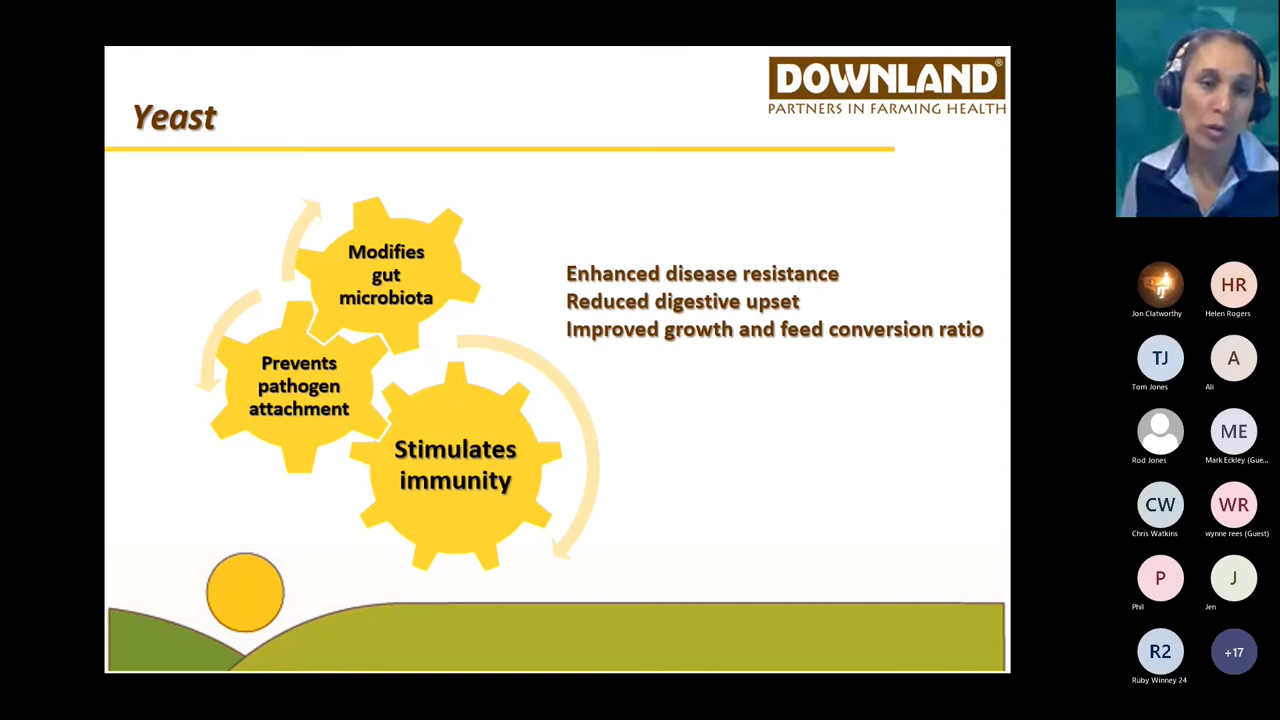 Yeast
DOWNLAND®
PARTNERS IN FARMING HEALTH
Modifies
gut
microbiota
Prevents
pathogen
attachment
Stimulates
immunity
Enhanced disease resistance
Reduced digestive upset
Improved growth and feed conversion ratio
HR
Jon Clatworthy
Helen Rogers
TJ
A
Tom Jones
Ali
ME
Rod Jones
Mark Eckley (Gue...
CW
WR
Chris Watkins
wynne rees (Guest)
P
J
Phil
Jen
R2
+17
Ruby Winney 24